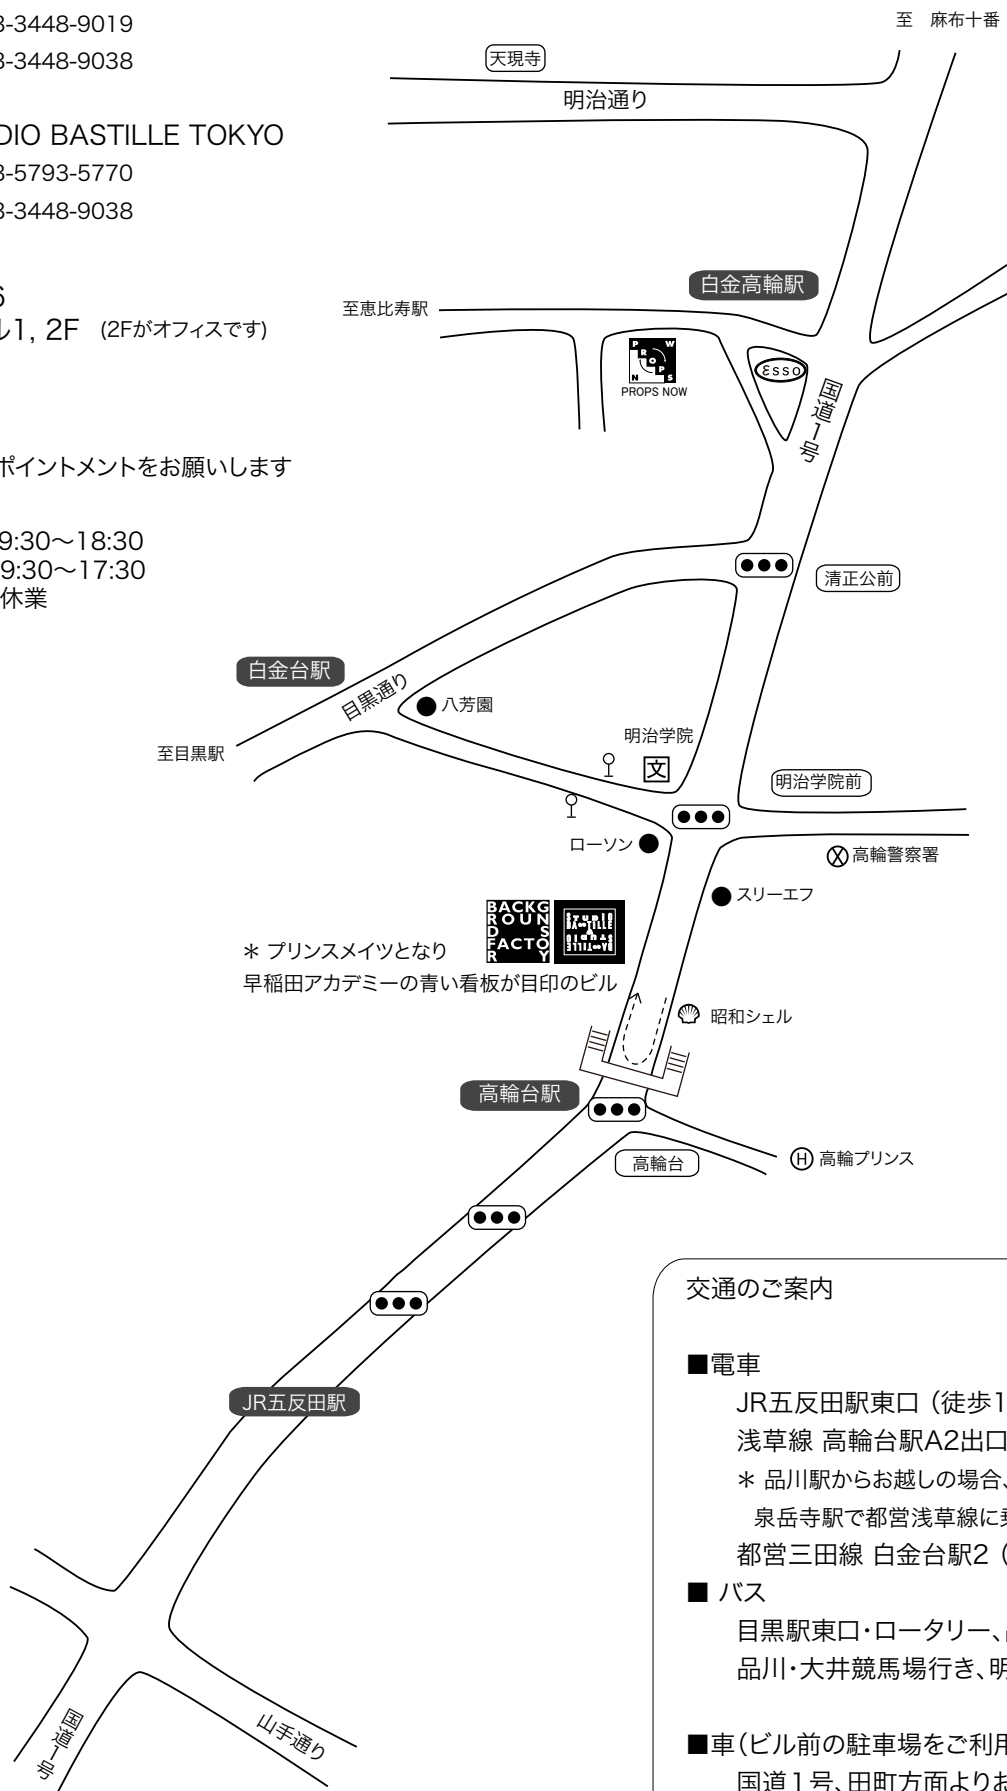 3-3448-9019
3-3448-9038
DIO BASTILLE TOKYO
3-5793-5770
3-3448-9038
6
ル1, 2F (2Fがオフィスです)
ポイントメントをお願いします
9:30〜18:30
9:30〜17:30
休業
至　麻布十番
天現寺
明治通り
白金高輪駅
至恵比寿駅
PROPS NOW
PROPS NOW
Esso
国道1号
清正公前
白金台駅
目黒通り
八芳園
至目黒駅
明治学院
文
明治学院前
ローソン
高輪警察署
スリーエフ
BACKG
ROUN
D S
FACTO
R Y
STUDIO
BASTILLE
＊ プリンスメイツとなり
早稲田アカデミーの青い看板が目印のビル
昭和シェル
高輪台駅
高輪台
H 高輪プリンス
JR五反田駅
国道1号
山手通り
交通のご案内
■電車
JR五反田駅東口（徒歩1
浅草線 高輪台駅A2出口
＊ 品川駅からお越しの場合、
泉岳寺駅で都営浅草線に
都営三田線 白金台駅2（
■ バス
目黒駅東口・ロータリー、
品川・大井競馬場行き、明
■車（ビル前の駐車場をご利用
国道1号、田町方面よりお